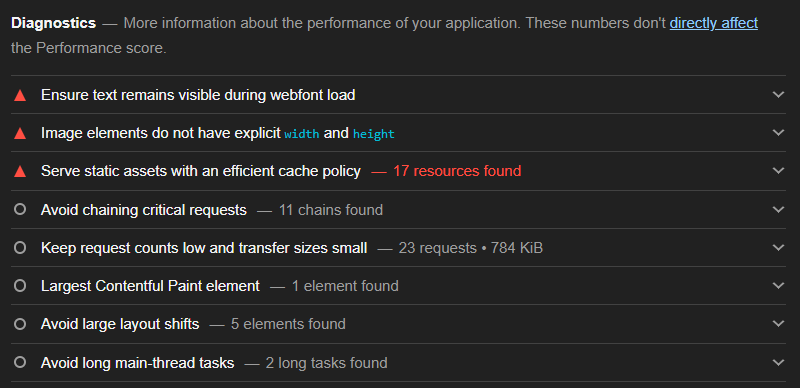 Diagnostics — More information about the performance of your application. These numbers don't directly affect
the Performance score.
Ensure text remains visible during webfont load
Image elements do not have explicit width and height
Serve static assets with an efficient cache policy — 17 resources found
Avoid chaining critical requests — 11 chains found
Keep request counts low and transfer sizes small — 23 requests • 784 KiB
Largest Contentful Paint element — 1 element found
Avoid large layout shifts — 5 elements found
Avoid long main-thread tasks — 2 long tasks found